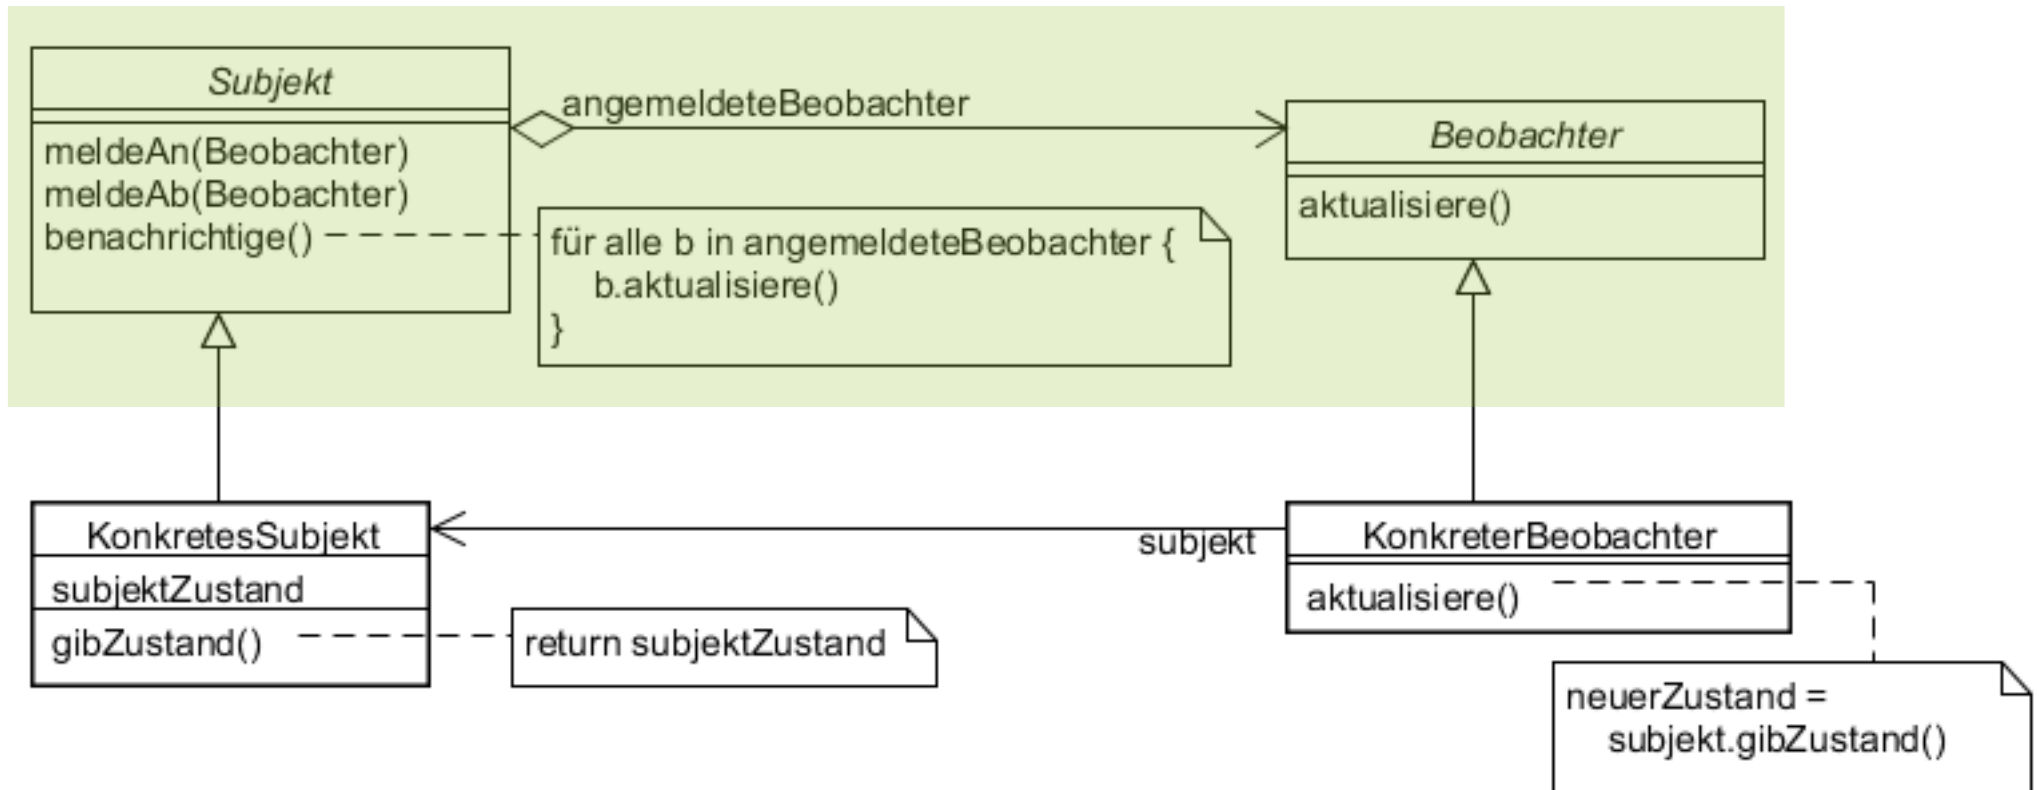 Subjekt
meldeAn(Beobachter)
meldeAb(Beobachter)
benachrichtige()
angemeldeteBeobachter
für alle b in angemeldeteBeobachter {
b.aktualisiere()
}
Beobachter
aktualisiere()
KonkretesSubjekt
subjektZustand
gibZustand()
return subjektZustand
subjekt
KonkreterBeobachter
aktualisiere()
neuerZustand =
subjekt.gibZustand()